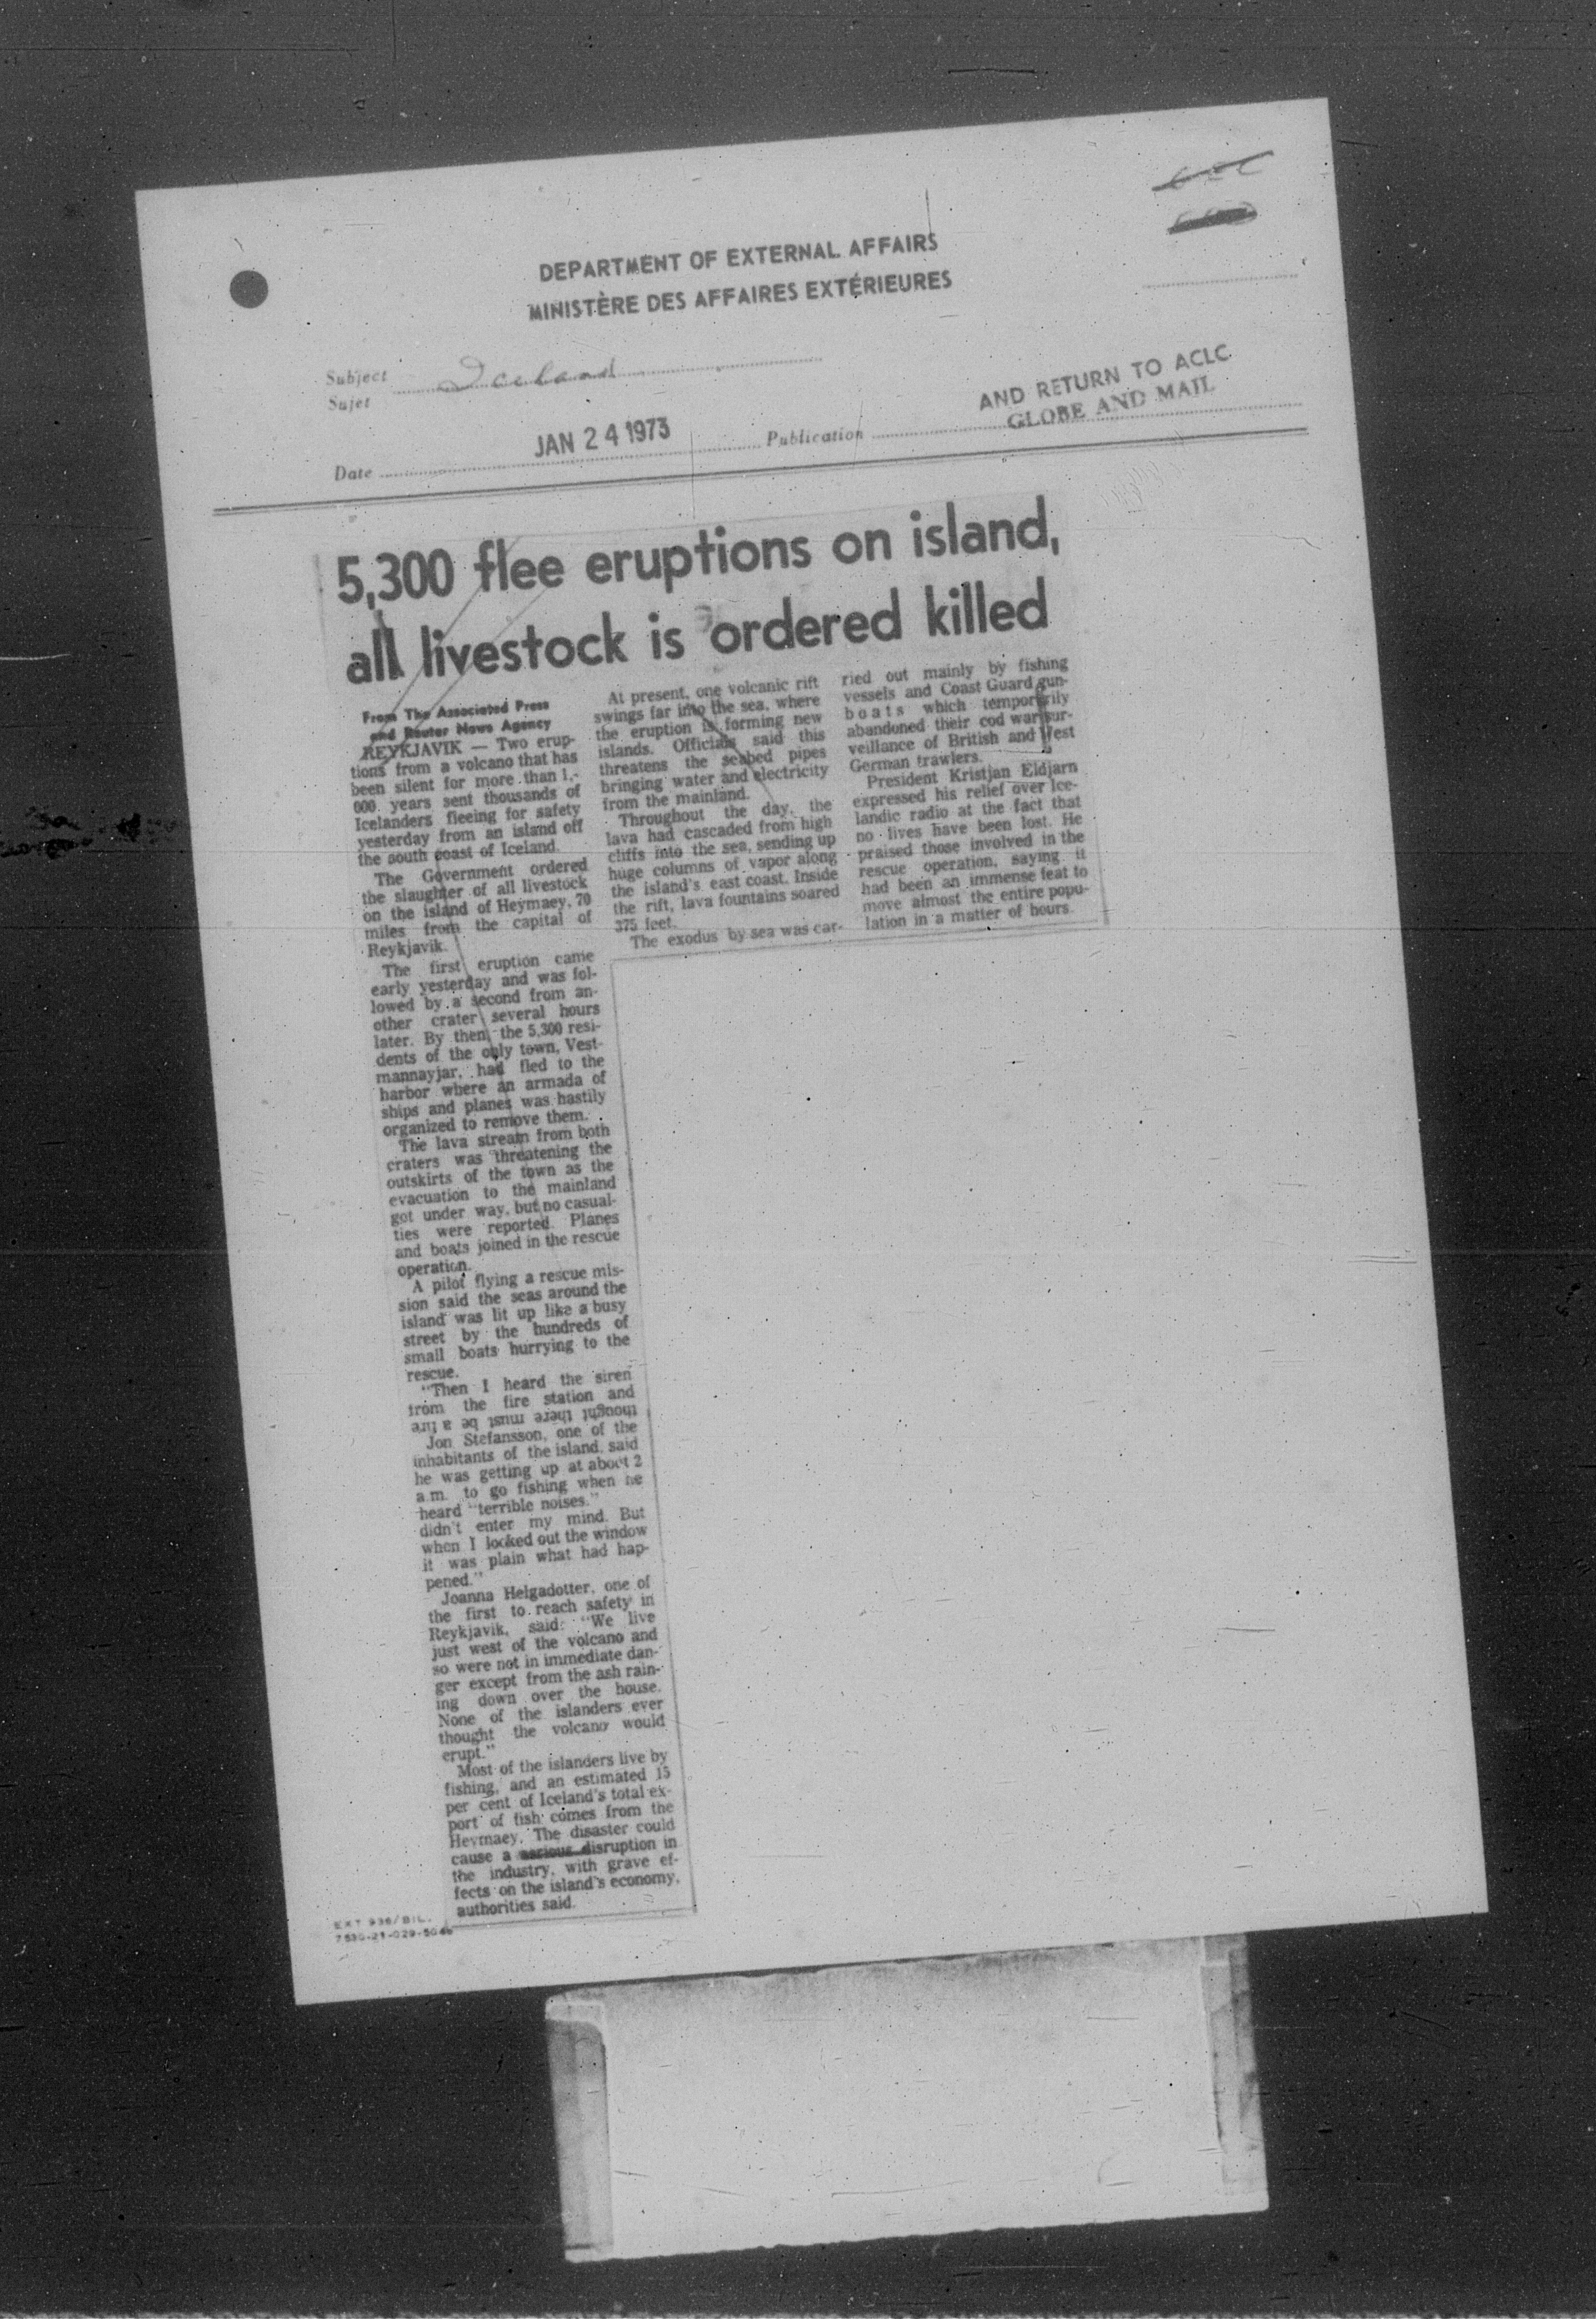 DEPARTMENT OF EXTERNAL AFFAIRS
MINISTÈRE DES AFFAIRES EXTÉRIEURES
Subject
Sujet
Iceland
AND RETURN TO ACLC
GLOBE AND MAIL
Date
JAN 24 1973
Publication
5,300 flee eruptions on island,
all livestock is ordered killed
From The Associated Press
and Reuter News Agency
REYKJAVIK — Two erup-
tions from a volcano that has
been silent for more than 1,-
000 years sent thousands of
Icelanders fleeing for safety
yesterday from an island off
the south coast of Iceland.
The Government ordered
the slaughter of all livestock
on the island of Heymaey, 70
miles from the capital of
Reykjavik.
The first eruption came
early yesterday and was fol-
lowed by a second from an-
other crater several hours
later. By then, the 5,300 resi-
dents of the only town, Vest-
mannayjar, had fled to the
harbor where an armada of
ships and planes was hastily
organized to remove them.
The lava stream from both
craters was threatening the
outskirts of the town as the
evacuation to the mainland
got under way, but no casual-
ties were reported. Planes
and boats joined in the rescue
operation.
A pilot flying a rescue mis-
sion said the seas around the
island was lit up like a busy
street by the hundreds of
small boats hurrying to the
rescue.
"Then I heard the siren
from the fire station and
thought there must be a fire
Jon Stefansson, one of the
inhabitants of the island, said
he was getting up at about 2
a.m. to go fishing when he
heard "terrible noises."
didn't enter my mind. But
when I looked out the window
it was plain what had hap-
pened."
Joanna Helgadotter, one of
the first to reach safety in
Reykjavik, said: "We live
just west of the volcano and
so were not in immediate dan-
ger except from the ash rain-
ing down over the house.
None of the islanders ever
thought the volcano would
erupt."
Most of the islanders live by
fishing, and an estimated 15
per cent of Iceland's total ex-
port of fish comes from the
Heymaey. The disaster could
cause a serious disruption in
the industry, with grave ef-
fects on the island's economy,
authorities said.
At present, one volcanic rift
swings far into the sea, where
the eruption is forming new
islands. Officials said this
threatens the seabed pipes
bringing water and electricity
from the mainland.
Throughout the day, the
lava had cascaded from high
cliffs into the sea, sending up
huge columns of vapor along
the island's east coast. Inside
the rift, lava fountains soared
375 feet.
The exodus by sea was car-
ried out mainly by fishing
vessels and Coast Guard gun-
boats which temporarily
abandoned their cod war sur-
veillance of British and West
German trawlers.
President Kristjan Eldjarn
expressed his relief over Ice-
landic radio at the fact that
no lives have been lost. He
praised those involved in the
rescue operation, saying it
had been an immense feat to
move almost the entire popu-
lation in a matter of hours.
EXT 936/BIL.
7530-21-029-5046